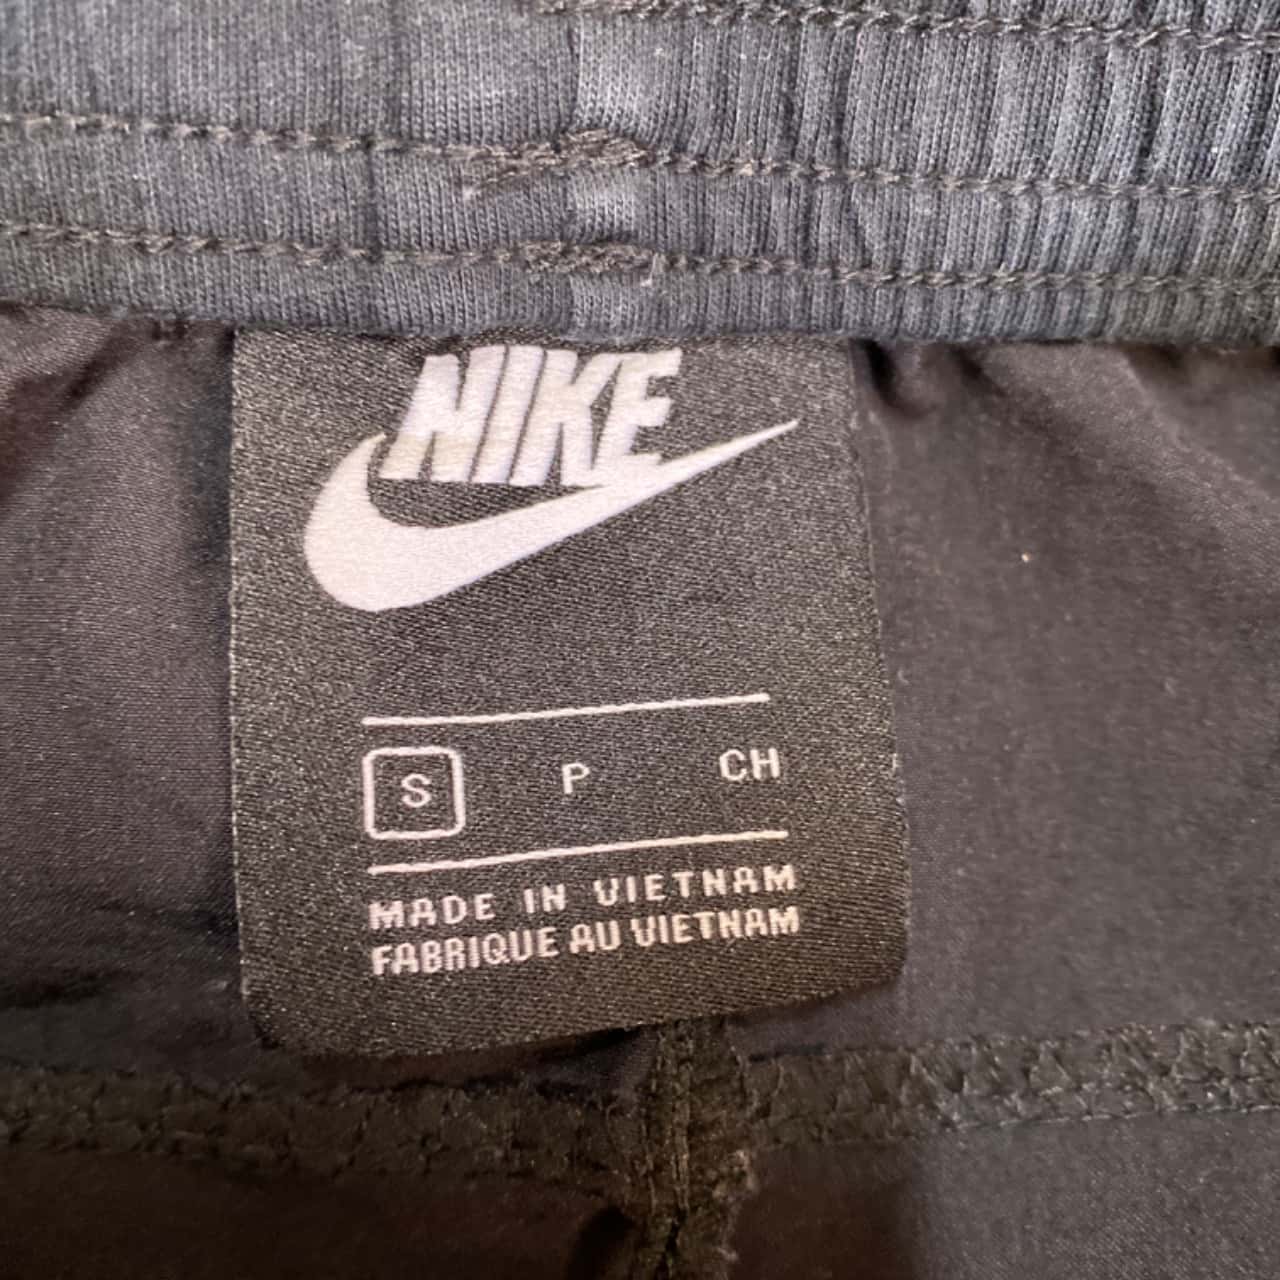 NIKE
S P CH
MADE IN VIETNAM
FABRIQUE AU VIETNAM